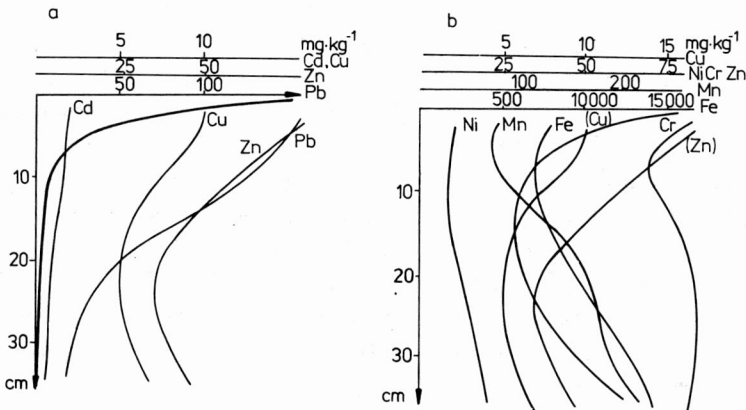 a
5 10 mg·kg-1
Cd,Cu
25 50
Zn
50 100
Pb
Cd
Cu
Zn
Pb
10
20
30
cm
b
5 10 15 mg·kg-1
Cu
25 50 75
Ni Cr Zn
100 200
Mn
500 10000 15000
Fe
Ni
Mn
Fe
(Cu)
Cr
(Zn)
10
20
30
cm